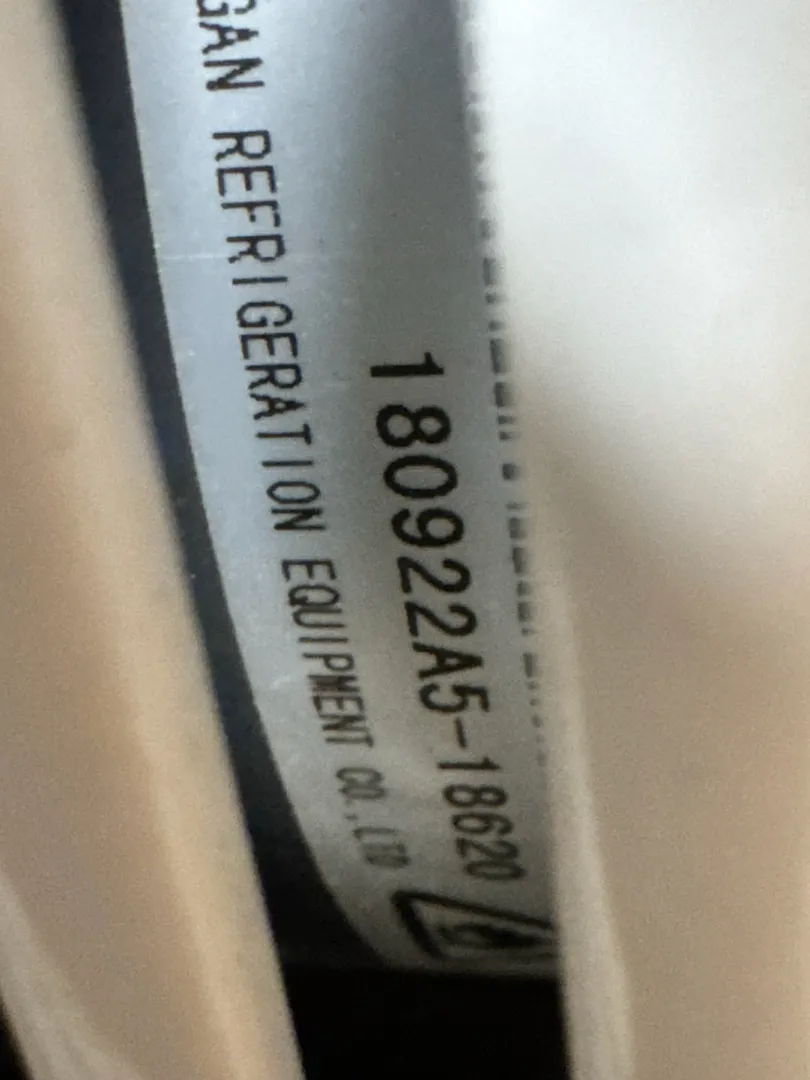 GAN REFRIGERATION EQUIPMENT CO.,LTD
180922A5-18620